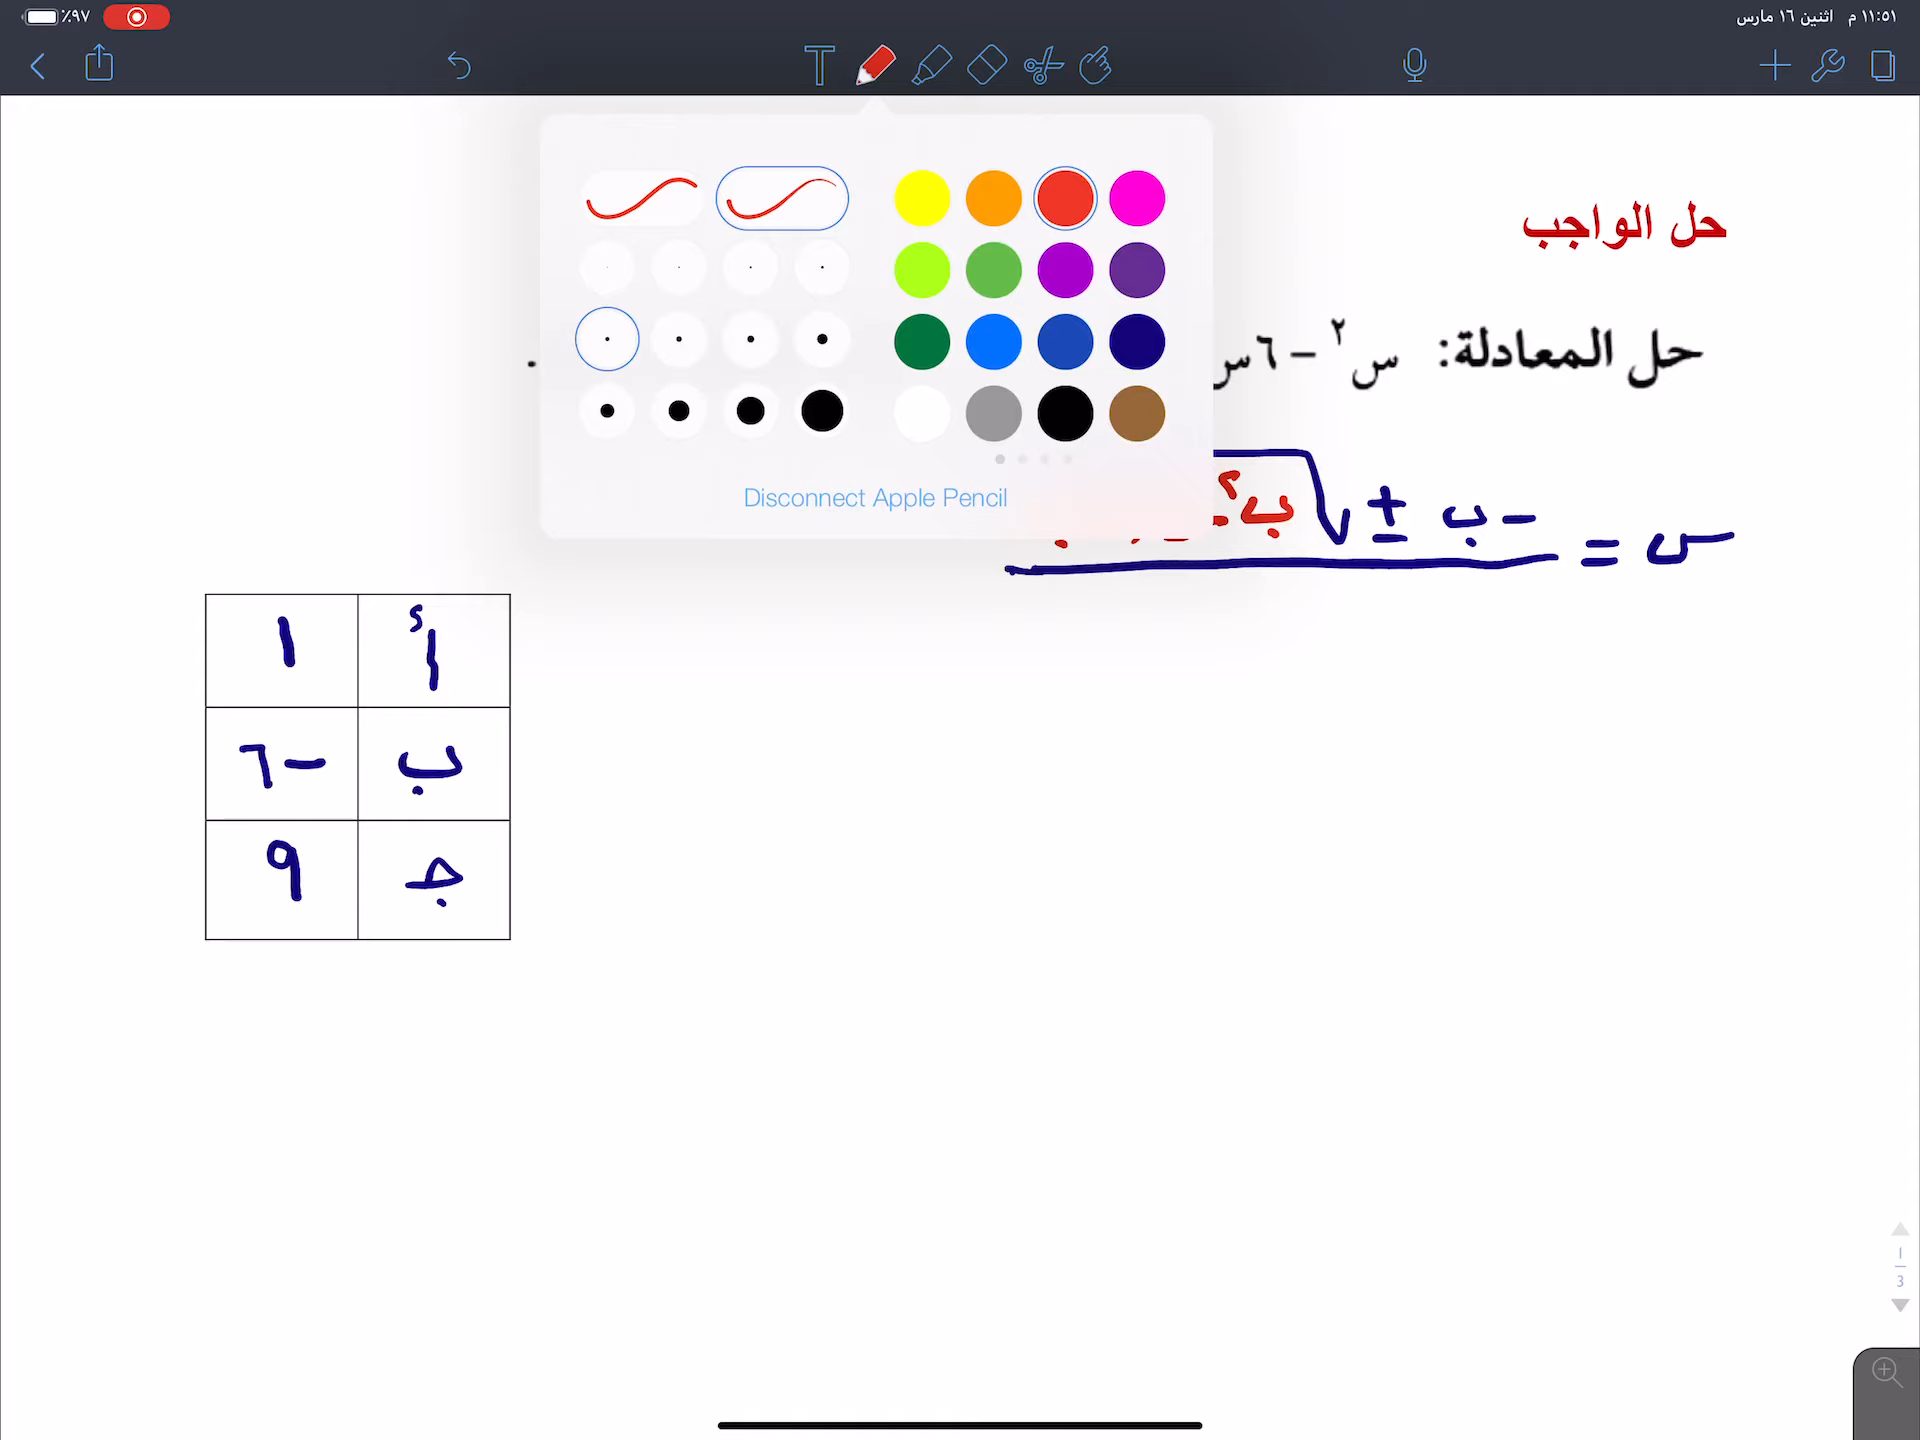 ١١:٥١ م اثنين ١٦ مارس
٪٩٧
حل الواجب
حل المعادلة: س٢ − ٦س
Disconnect Apple Pencil
س = − ب ± √ ب٢
أ ١
ب −٦
جـ ٩
1
3